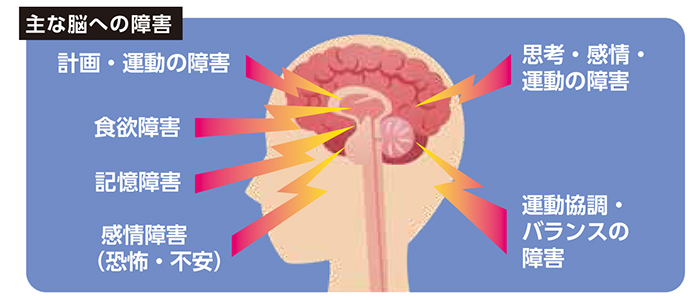 主な脳への障害
計画・運動の障害
食欲障害
記憶障害
感情障害
（恐怖・不安）
思考・感情・
運動の障害
運動協調・
バランスの
障害